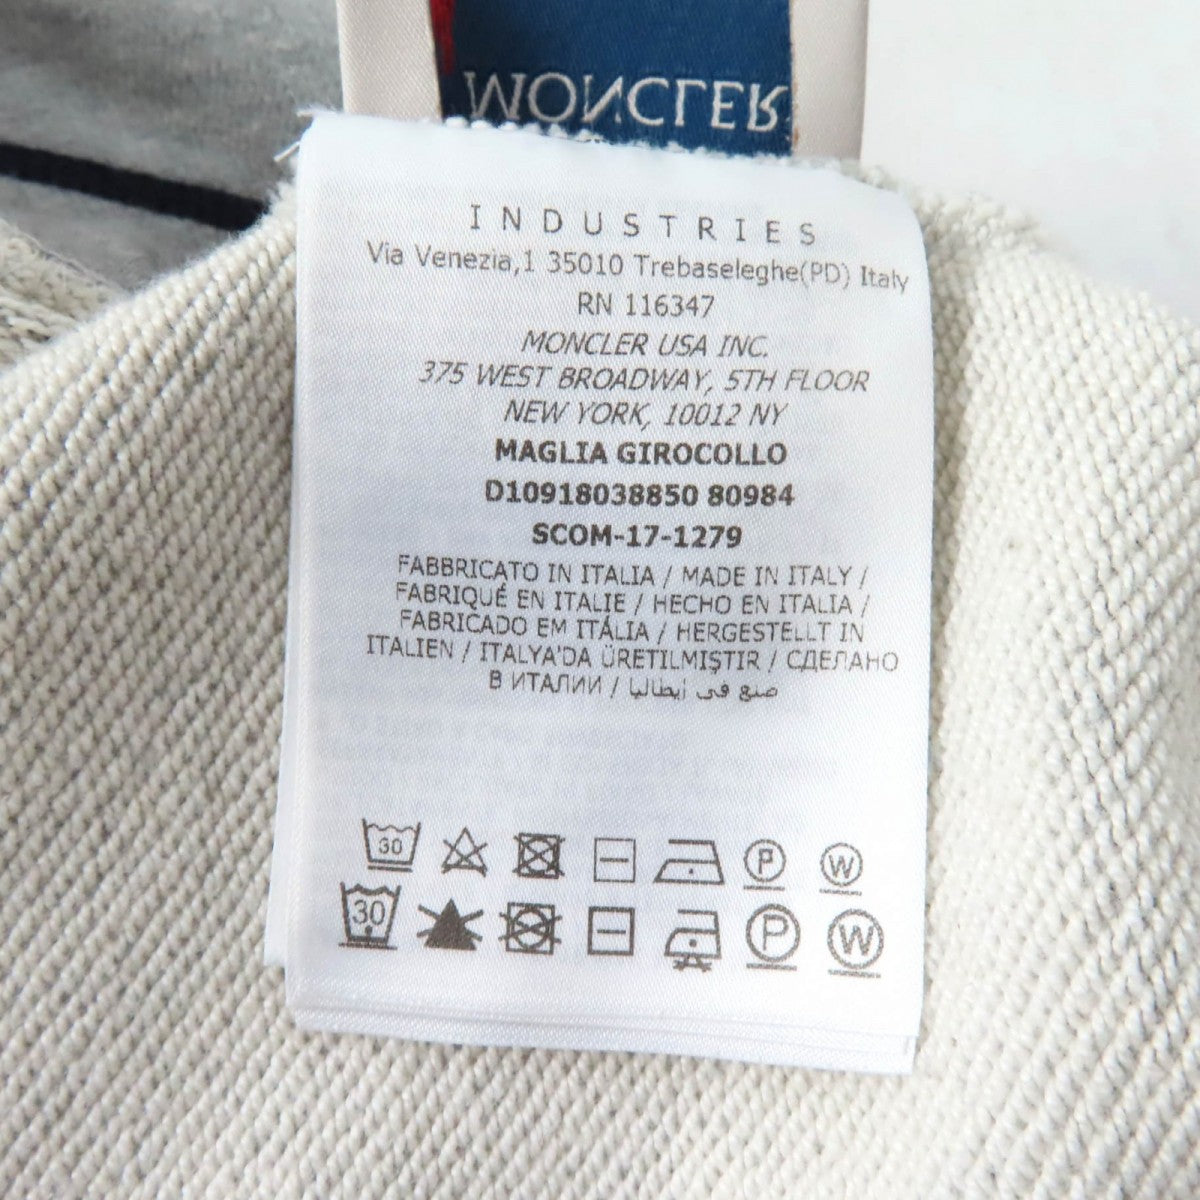 MONCLER
INDUSTRIES
Via Venezia,1 35010 Trebaseleghe(PD) Italy
RN 116347
MONCLER USA INC.
375 WEST BROADWAY, 5TH FLOOR
NEW YORK, 10012 NY
MAGLIA GIROCOLLO
D10918038850 80984
SCOM-17-1279
FABBRICATO IN ITALIA / MADE IN ITALY /
FABRIQUÉ EN ITALIE / HECHO EN ITALIA /
FABRICADO EM ITÁLIA / HERGESTELLT IN
ITALIEN / ITALYA'DA ÜRETILMIŞTIR / СДЕЛАНО
В ИТАЛИИ / صنع في إيطاليا
30 P W
30 P W